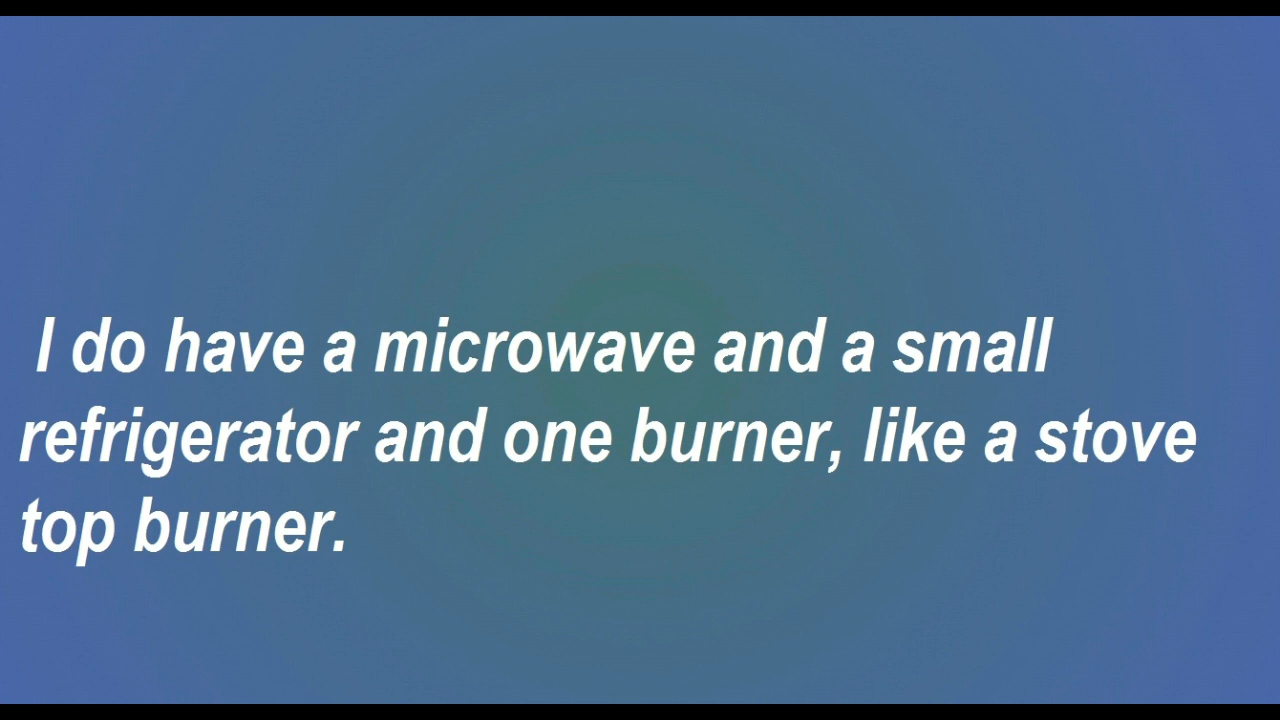 I do have a microwave and a small
refrigerator and one burner, like a stove
top burner.